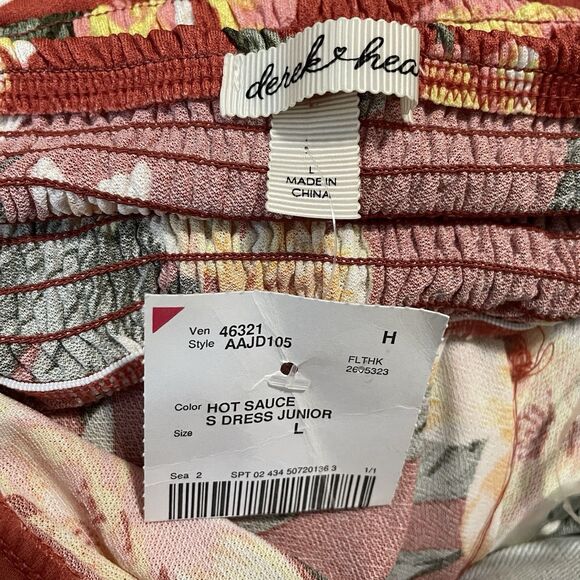 derek hea
L
MADE IN
CHINA
Ven 46321
Style AAJD105
H
FLTHK
2605323
Color HOT SAUCE
S DRESS JUNIOR
Size L
Sea 2 SPT 02 434 50720136 3 1/1